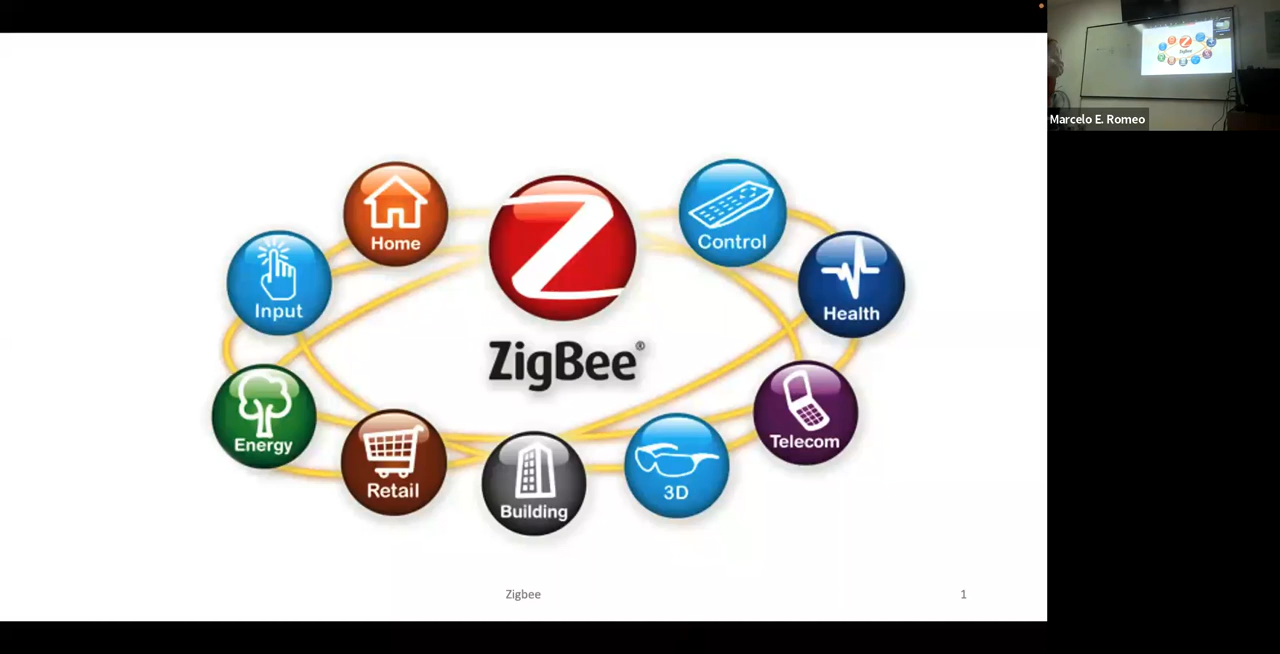 Home
Control
Input
Health
ZigBee®
Energy
Telecom
Retail
3D
Building
Zigbee
1
Marcelo E. Romeo